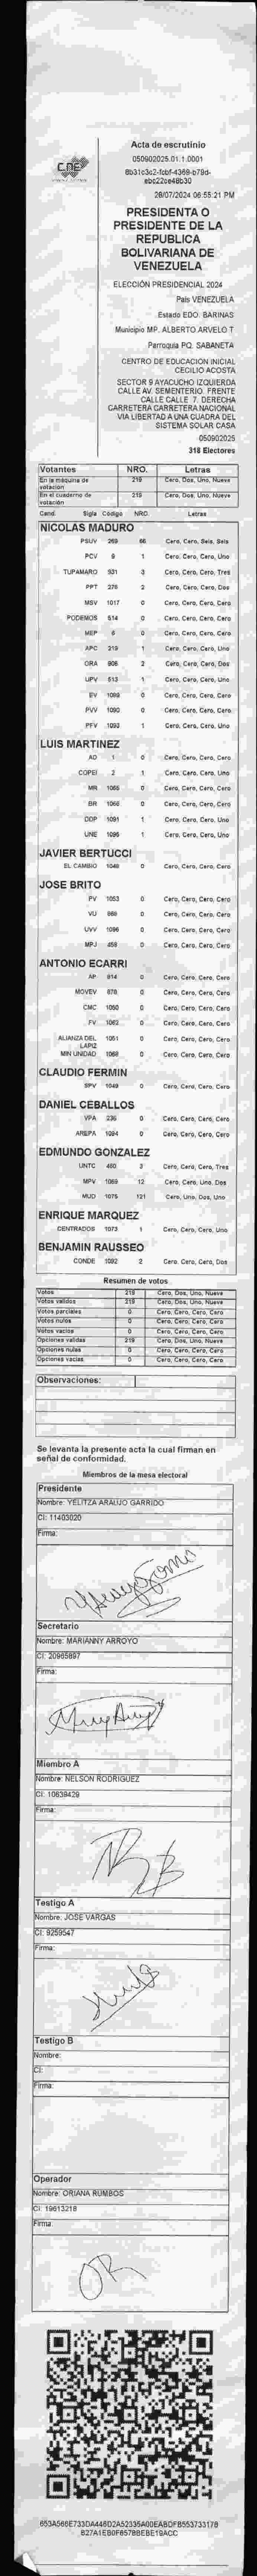 CNE
Acta de escrutinio
050902025.01.1.0001
28/07/2024 06:55:21 PM
PRESIDENTA O
PRESIDENTE DE LA
REPUBLICA
BOLIVARIANA DE
VENEZUELA
ELECCIÓN PRESIDENCIAL 2024
País VENEZUELA
Estado EDO. BARINAS
Municipio MP. ALBERTO ARVELO T
Parroquia PQ. SABANETA
CENTRO DE EDUCACION INICIAL
CECILIO ACOSTA
SECTOR 9 AYACUCHO IZQUIERDA
CALLE AV. SEMENTERIO. FRENTE
CALLE CALLE 7. DERECHA
CARRETERA CARRETERA NACIONAL
VIA LIBERTAD A UNA CUADRA DEL
SISTEMA SOLAR CASA
050902025
318 Electores
Votantes NRO. Letras
En la máquina de votación 219 Cero, Dos, Uno, Nueve
En el cuaderno de votación 219 Cero, Dos, Uno, Nueve
Cand. Sigla Código NRO. Letras
NICOLAS MADURO
PSUV 269 66 Cero, Cero, Seis, Seis
PCV 9 1 Cero, Cero, Cero, Uno
TUPAMARO 531 3 Cero, Cero, Cero, Tres
PPT 276 2 Cero, Cero, Cero, Dos
MSV 1017 0 Cero, Cero, Cero, Cero
PODEMOS 514 0 Cero, Cero, Cero, Cero
MEP 6 0 Cero, Cero, Cero, Cero
APC 219 1 Cero, Cero, Cero, Uno
ORA 906 2 Cero, Cero, Cero, Dos
UPV 613 1 Cero, Cero, Cero, Uno
EV 1089 0 Cero, Cero, Cero, Cero
PVV 1090 0 Cero, Cero, Cero, Cero
PFV 1093 1 Cero, Cero, Cero, Uno
LUIS MARTINEZ
AD 1 0 Cero, Cero, Cero, Cero
COPEI 2 1 Cero, Cero, Cero, Uno
MR 1065 0 Cero, Cero, Cero, Cero
BR 1066 0 Cero, Cero, Cero, Cero
DDP 1091 1 Cero, Cero, Cero, Uno
UNE 1095 1 Cero, Cero, Cero, Uno
JAVIER BERTUCCI
EL CAMBIO 1048 0 Cero, Cero, Cero, Cero
JOSE BRITO
PV 1053 0 Cero, Cero, Cero, Cero
VU 868 0 Cero, Cero, Cero, Cero
UVV 1096 0 Cero, Cero, Cero, Cero
MPJ 458 0 Cero, Cero, Cero, Cero
ANTONIO ECARRI
AP 914 0 Cero, Cero, Cero, Cero
MOVEV 878 0 Cero, Cero, Cero, Cero
CMC 1050 0 Cero, Cero, Cero, Cero
FV 1062 0 Cero, Cero, Cero, Cero
ALIANZA DEL LAPIZ 1051 0 Cero, Cero, Cero, Cero
MIN UNIDAD 1068 0 Cero, Cero, Cero, Cero
CLAUDIO FERMIN
SPV 1049 0 Cero, Cero, Cero, Cero
DANIEL CEBALLOS
VPA 236 0 Cero, Cero, Cero, Cero
AREPA 1094 0 Cero, Cero, Cero, Cero
EDMUNDO GONZALEZ
UNTC 460 3 Cero, Cero, Cero, Tres
MPV 1069 12 Cero, Cero, Uno, Dos
MUD 1075 121 Cero, Uno, Dos, Uno
ENRIQUE MARQUEZ
CENTRADOS 1073 1 Cero, Cero, Cero, Uno
BENJAMIN RAUSSEO
CONDE 1092 2 Cero, Cero, Cero, Dos
Resumen de votos
Votos 219 Cero, Dos, Uno, Nueve
Votos validos 219 Cero, Dos, Uno, Nueve
Votos parciales 0 Cero, Cero, Cero, Cero
Votos nulos 0 Cero, Cero, Cero, Cero
Votos vacios 0 Cero, Cero, Cero, Cero
Opciones validas 219 Cero, Dos, Uno, Nueve
Opciones nulas 0 Cero, Cero, Cero, Cero
Opciones vacias 0 Cero, Cero, Cero, Cero
Observaciones:
Se levanta la presente acta la cual firman en
señal de conformidad.
Miembros de la mesa electoral
Presidente
Nombre: YELITZA ARAUJO GARRIDO
CI: 11403020
Firma:
Secretario
Nombre: MARIANNY ARROYO
CI: 20965897
Firma:
Miembro A
Nombre: NELSON RODRIGUEZ
CI: 10639429
Firma:
Testigo A
Nombre: JOSE VARGAS
CI: 9259547
Firma:
Testigo B
Nombre:
CI:
Firma:
Operador
Nombre: ORIANA RUMBOS
CI: 19613218
Firma: